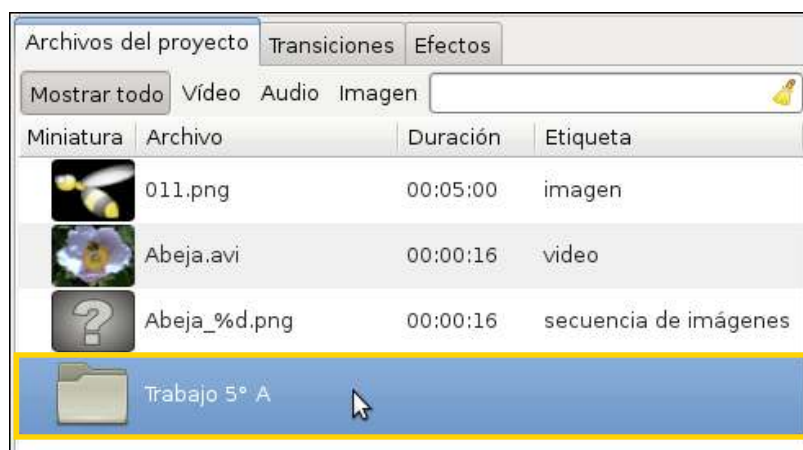 Archivos del proyecto Transiciones Efectos
Mostrar todo Vídeo Audio Imagen
Miniatura Archivo Duración Etiqueta
011.png 00:05:00 imagen
Abeja.avi 00:00:16 video
? Abeja_%d.png 00:00:16 secuencia de imágenes
Trabajo 5° A